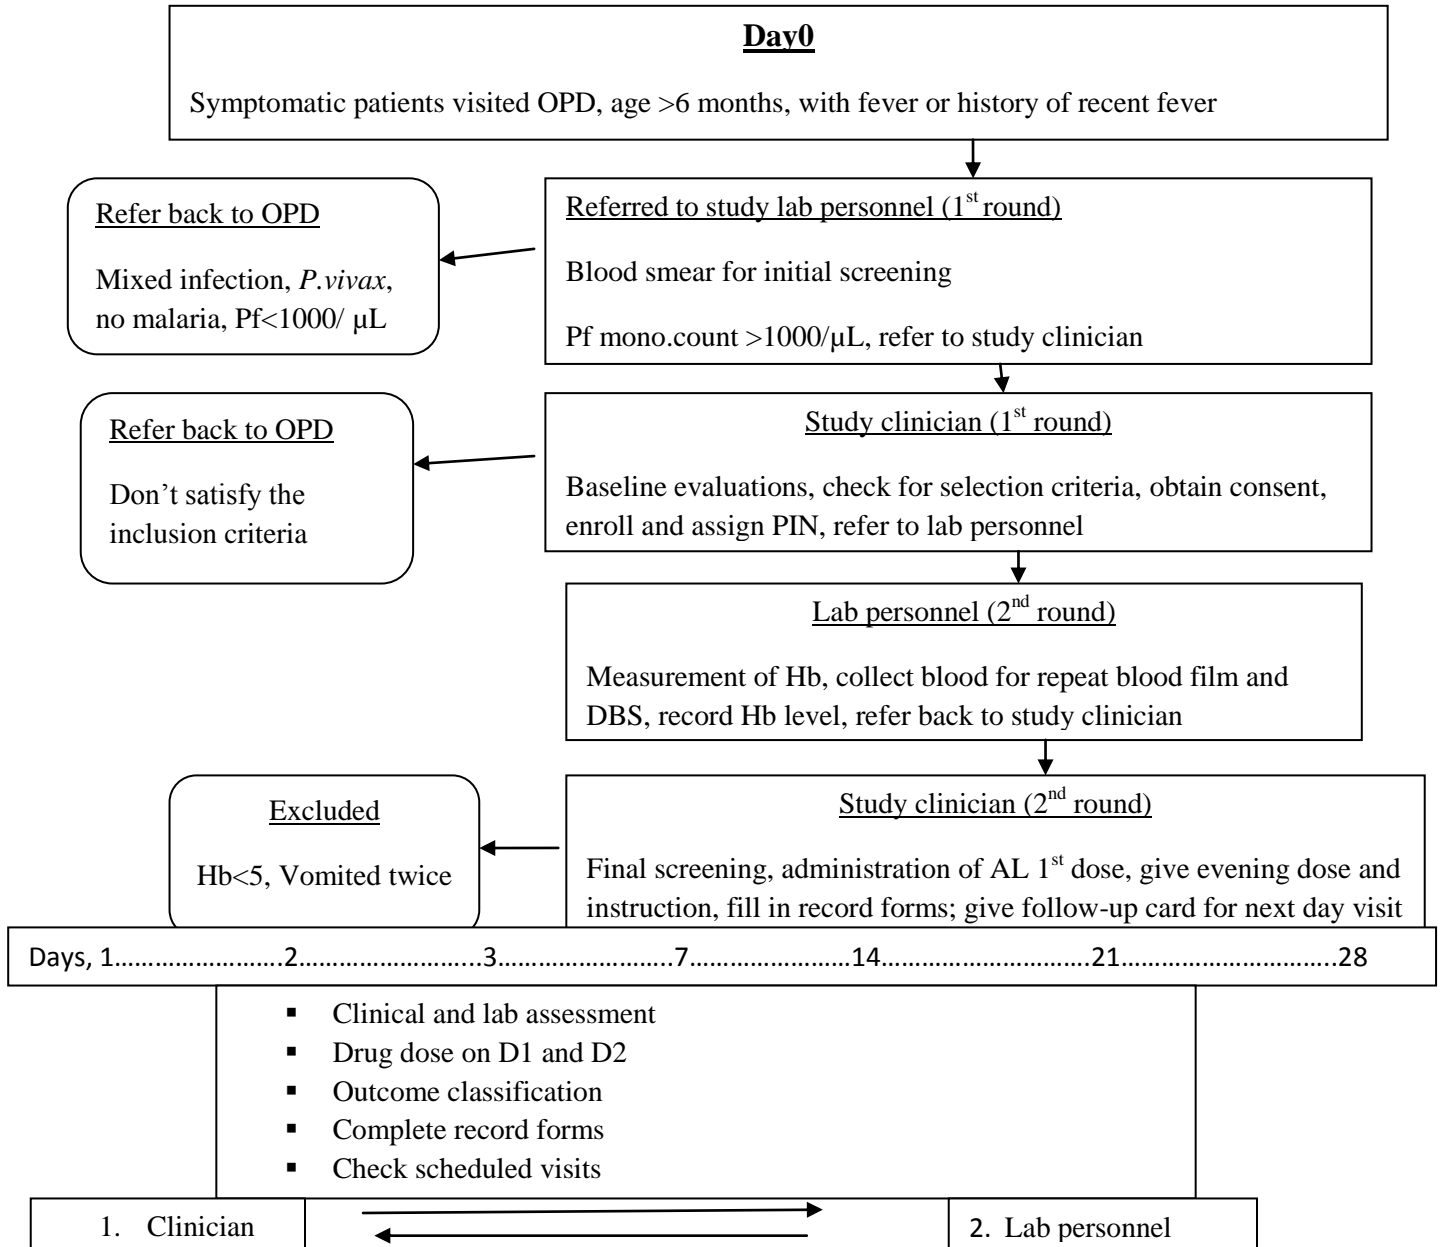 Day0
Symptomatic patients visited OPD, age >6 months, with fever or history of recent fever
Refer back to OPD
Mixed infection, P.vivax,
no malaria, Pf<1000/ µL
Referred to study lab personnel (1st round)
Blood smear for initial screening
Pf mono.count >1000/µL, refer to study clinician
Refer back to OPD
Don’t satisfy the
inclusion criteria
Study clinician (1st round)
Baseline evaluations, check for selection criteria, obtain consent,
enroll and assign PIN, refer to lab personnel
Lab personnel (2nd round)
Measurement of Hb, collect blood for repeat blood film and
DBS, record Hb level, refer back to study clinician
Excluded
Hb<5, Vomited twice
Study clinician (2nd round)
Final screening, administration of AL 1st dose, give evening dose and
instruction, fill in record forms; give follow-up card for next day visit
Days, 1…………………..2……………………..3…………………..7…………………..14……………………….21………………………..28
▪ Clinical and lab assessment
▪ Drug dose on D1 and D2
▪ Outcome classification
▪ Complete record forms
▪ Check scheduled visits
1. Clinician
2. Lab personnel